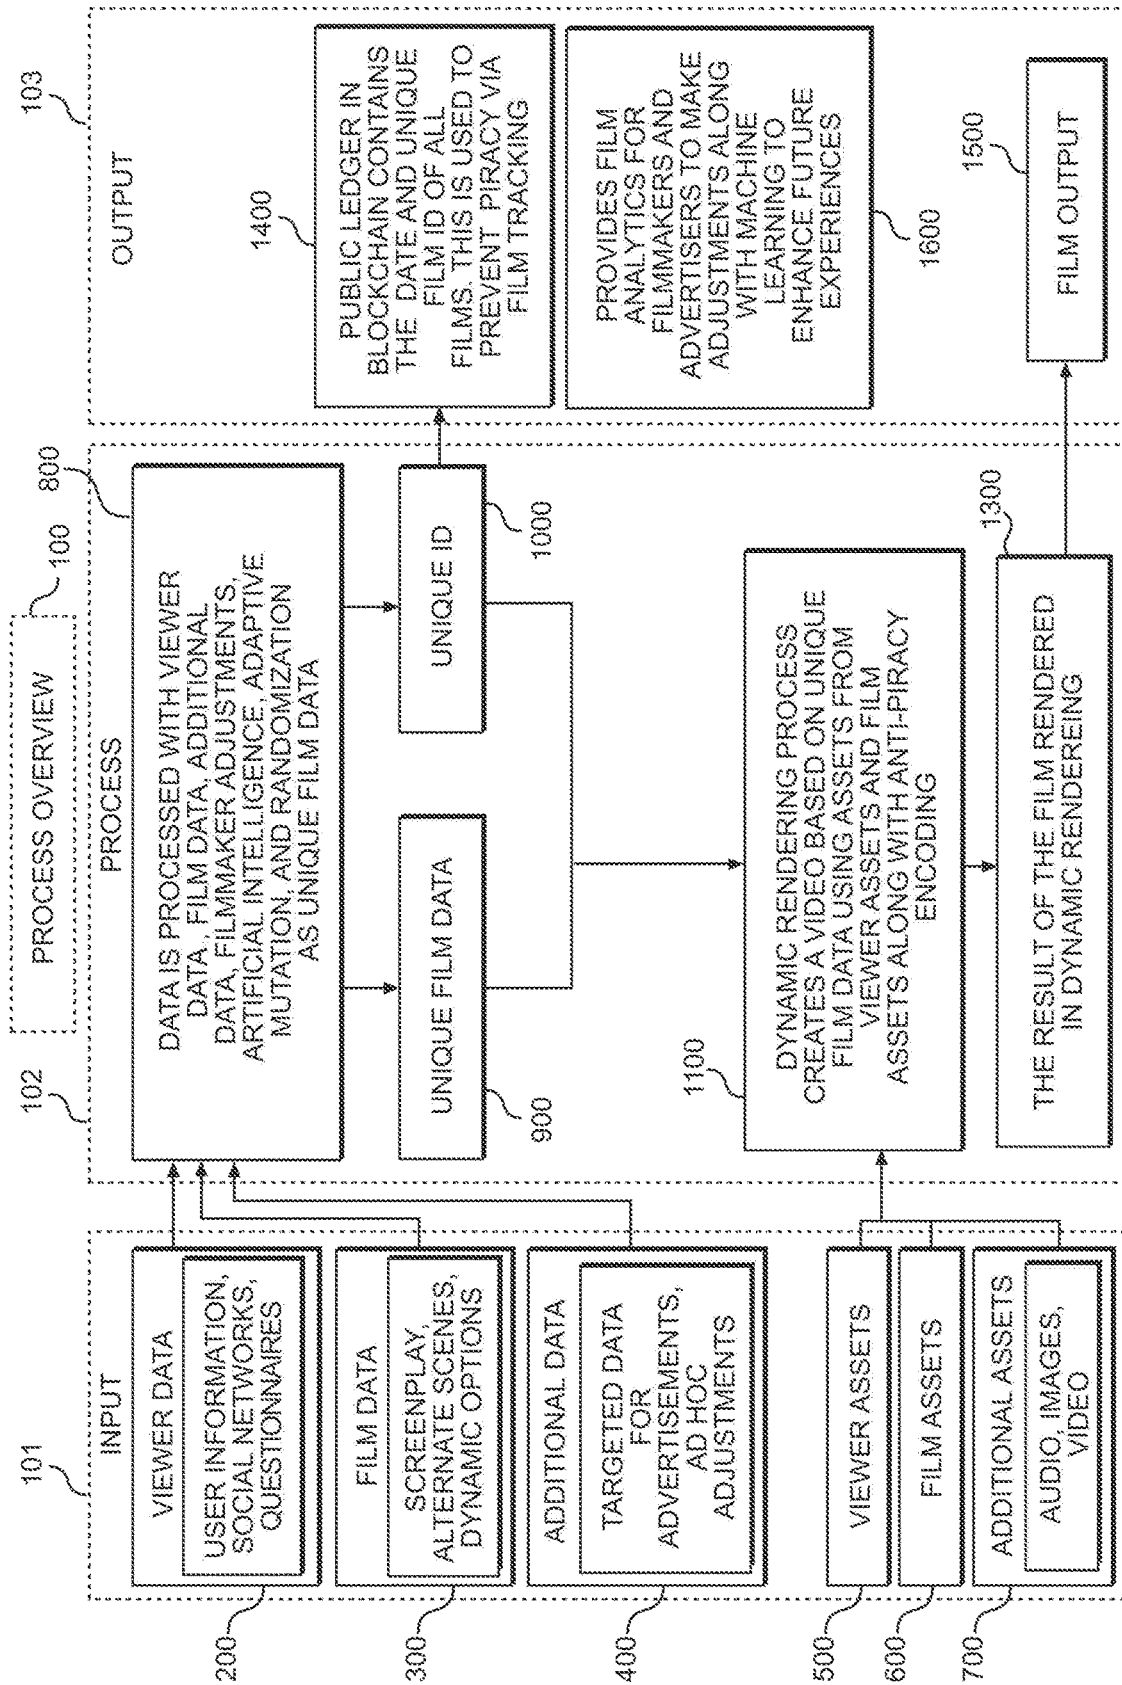 PROCESS OVERVIEW
100
101
INPUT
VIEWER DATA
USER INFORMATION,
SOCIAL NETWORKS,
QUESTIONNAIRES
200
FILM DATA
SCREENPLAY,
ALTERNATE SCENES,
DYNAMIC OPTIONS
300
ADDITIONAL DATA
TARGETED DATA
FOR
ADVERTISEMENTS,
AD HOC
ADJUSTMENTS
400
VIEWER ASSETS
500
FILM ASSETS
600
ADDITIONAL ASSETS
AUDIO, IMAGES,
VIDEO
700
102
PROCESS
800
DATA IS PROCESSED WITH VIEWER
DATA, FILM DATA, ADDITIONAL
DATA, FILMMAKER ADJUSTMENTS,
ARTIFICIAL INTELLIGENCE, ADAPTIVE
MUTATION, AND RANDOMIZATION
AS UNIQUE FILM DATA
UNIQUE FILM DATA
900
UNIQUE ID
1000
1100
DYNAMIC RENDERING PROCESS
CREATES A VIDEO BASED ON UNIQUE
FILM DATA USING ASSETS FROM
VIEWER ASSETS AND FILM
ASSETS ALONG WITH ANTI-PIRACY
ENCODING
1300
THE RESULT OF THE FILM RENDERED
IN DYNAMIC RENDEREING
103
OUTPUT
1400
PUBLIC LEDGER IN
BLOCKCHAIN CONTAINS
THE DATE AND UNIQUE
FILM ID OF ALL
FILMS. THIS IS USED TO
PREVENT PIRACY VIA
FILM TRACKING
PROVIDES FILM
ANALYTICS FOR
FILMMAKERS AND
ADVERTISERS TO MAKE
ADJUSTMENTS ALONG
WITH MACHINE
LEARNING TO
ENHANCE FUTURE
EXPERIENCES
1600
1500
FILM OUTPUT